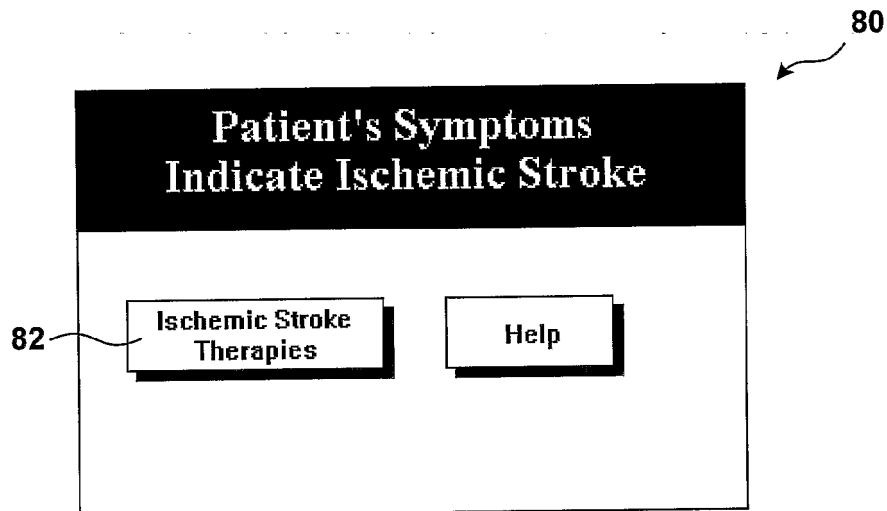 80
Patient's Symptoms
Indicate Ischemic Stroke
82
Ischemic Stroke
Therapies
Help